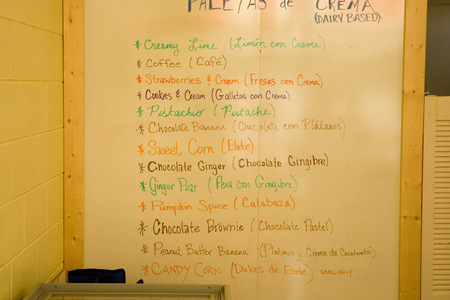 PALETAS de CREMA
(DAIRY BASED)
* Creamy Lime (Limón con Creme)
* Coffee (Café)
* Strawberries & Cream (Fresas con Crema)
* Cookies & Cream (Galletas con Crema)
* Pistachio (Pistache)
* Chocolate Banana (Chocolate con Plátanos)
* Sweet Corn (Elote)
* Chocolate Ginger (Chocolate Gingibre)
* Ginger Pear (Pera con Gingibre)
* Pumpkin Spice (Calabaza)
* Chocolate Brownie (Chocolate Pastel)
* Peanut Butter Banana (Platanos y Crema de Cacahuate)
* CANDY CORN (Dulces de Elote)